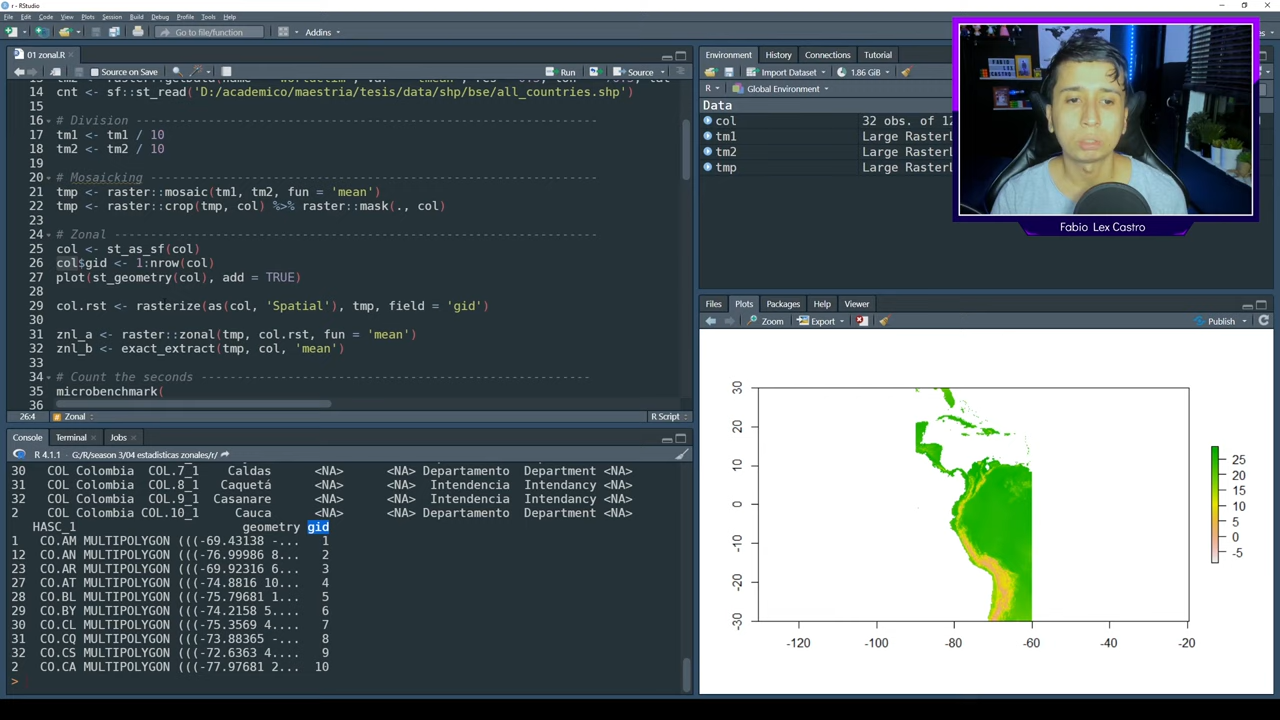 r - RStudio
File Edit Code View Plots Session Build Debug Profile Tools Help
Go to file/function Addins
01 zonal.R
Source on Save Run Source
14 cnt <- sf::st_read('D:/academico/maestria/tesis/data/shp/bse/all_countries.shp')
15
16 # Division ----------------------------------------------------------------
17 tm1 <- tm1 / 10
18 tm2 <- tm2 / 10
19
20 # Mosaicking --------------------------------------------------------------
21 tmp <- raster::mosaic(tm1, tm2, fun = 'mean')
22 tmp <- raster::crop(tmp, col) %>% raster::mask(., col)
23
24 # Zonal -------------------------------------------------------------------
25 col <- st_as_sf(col)
26 col$gid <- 1:nrow(col)
27 plot(st_geometry(col), add = TRUE)
28
29 col.rst <- rasterize(as(col, 'Spatial'), tmp, field = 'gid')
30
31 znl_a <- raster::zonal(tmp, col.rst, fun = 'mean')
32 znl_b <- exact_extract(tmp, col, 'mean')
33
34 # Count the seconds -------------------------------------------------------
35 microbenchmark(
36
26:4 Zonal R Script
Console Terminal Jobs
R 4.1.1 · G:/R/season 3/04 estadisticas zonales/r/
30 COL Colombia COL.7_1 Caldas <NA> <NA> Departamento Department <NA>
31 COL Colombia COL.8_1 Caquetá <NA> <NA> Intendencia Intendancy <NA>
32 COL Colombia COL.9_1 Casanare <NA> <NA> Intendencia Intendancy <NA>
2 COL Colombia COL.10_1 Cauca <NA> <NA> Departamento Department <NA>
HASC_1 geometry gid
1 CO.AM MULTIPOLYGON (((-69.43138 -... 1
12 CO.AN MULTIPOLYGON (((-76.99986 8... 2
23 CO.AR MULTIPOLYGON (((-69.92316 6... 3
27 CO.AT MULTIPOLYGON (((-74.8816 10... 4
28 CO.BL MULTIPOLYGON (((-75.79681 1... 5
29 CO.BY MULTIPOLYGON (((-74.2158 5.... 6
30 CO.CL MULTIPOLYGON (((-75.3569 4.... 7
31 CO.CQ MULTIPOLYGON (((-73.88365 -... 8
32 CO.CS MULTIPOLYGON (((-72.6363 4.... 9
2 CO.CA MULTIPOLYGON (((-77.97681 2... 10
>
Environment History Connections Tutorial
Import Dataset 1.86 GiB
R Global Environment
Data
col 32 obs. of 12
tm1 Large RasterL
tm2 Large RasterL
tmp Large RasterL
Fabio Lex Castro
Files Plots Packages Help Viewer
Zoom Export Publish
30
20
10
0
-10
-20
-30
-120 -100 -80 -60 -40 -20
25
20
15
10
5
0
-5